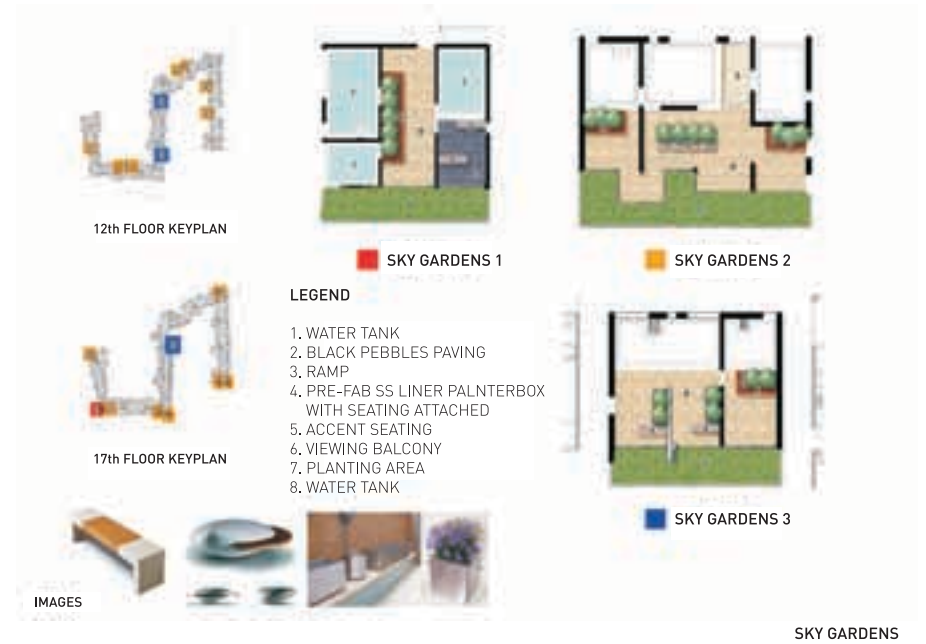 12th FLOOR KEYPLAN
SKY GARDENS 1
SKY GARDENS 2
LEGEND
1. WATER TANK
2. BLACK PEBBLES PAVING
3. RAMP
4. PRE-FAB SS LINER PALNTERBOX
WITH SEATING ATTACHED
5. ACCENT SEATING
6. VIEWING BALCONY
7. PLANTING AREA
8. WATER TANK
17th FLOOR KEYPLAN
SKY GARDENS 3
IMAGES
SKY GARDENS